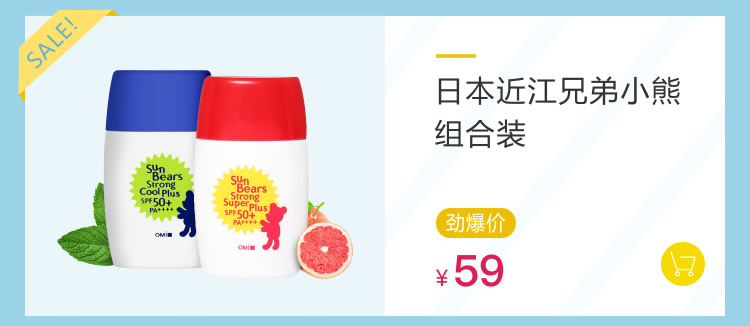 SALE!
Sun
Bears
Strong
Cool Plus
SPF50+
PA++++
OMI
Sun
Bears
Strong
Super Plus
SPF50+
PA++++
OMI
日本近江兄弟小熊
组合装
劲爆价
¥59